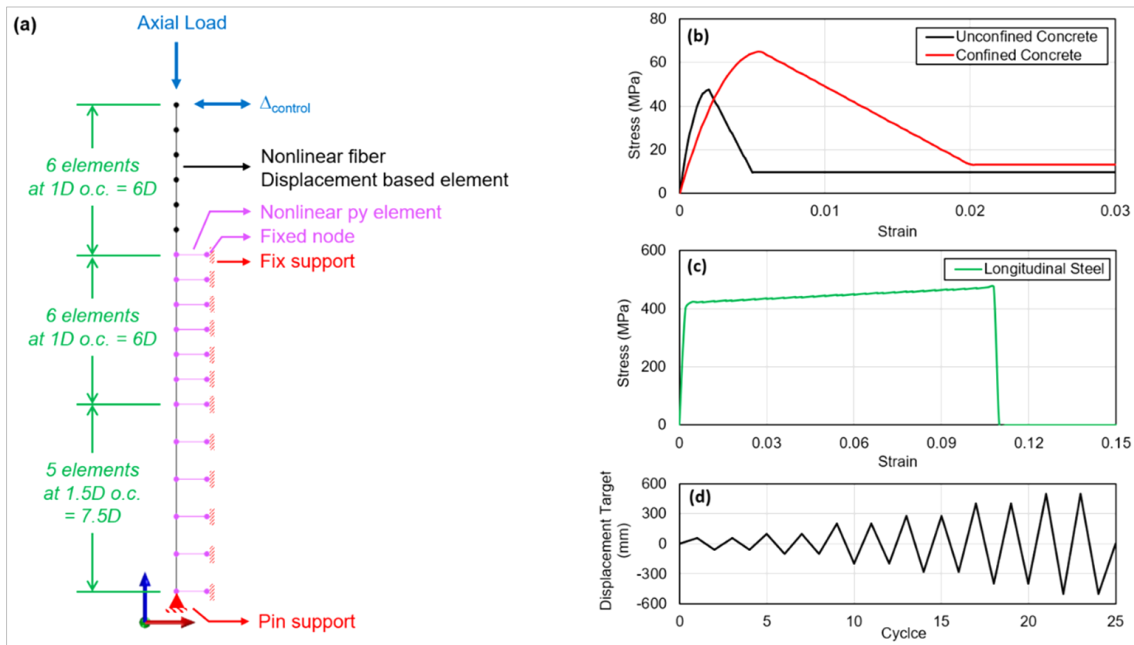 (a)
Axial Load
Δcontrol
6 elements
at 1D o.c. = 6D
Nonlinear fiber
Displacement based element
Nonlinear py element
Fixed node
Fix support
6 elements
at 1D o.c. = 6D
5 elements
at 1.5D o.c.
= 7.5D
Pin support
(b)
Unconfined Concrete
Confined Concrete
Stress (MPa)
80
60
40
20
0
0
0.01
0.02
0.03
Strain
(c)
Longitudinal Steel
Stress (MPa)
600
400
200
0
0
0.03
0.06
0.09
0.12
0.15
Strain
(d)
Displacement Target
(mm)
600
300
0
-300
-600
0
5
10
15
20
25
Cyclce